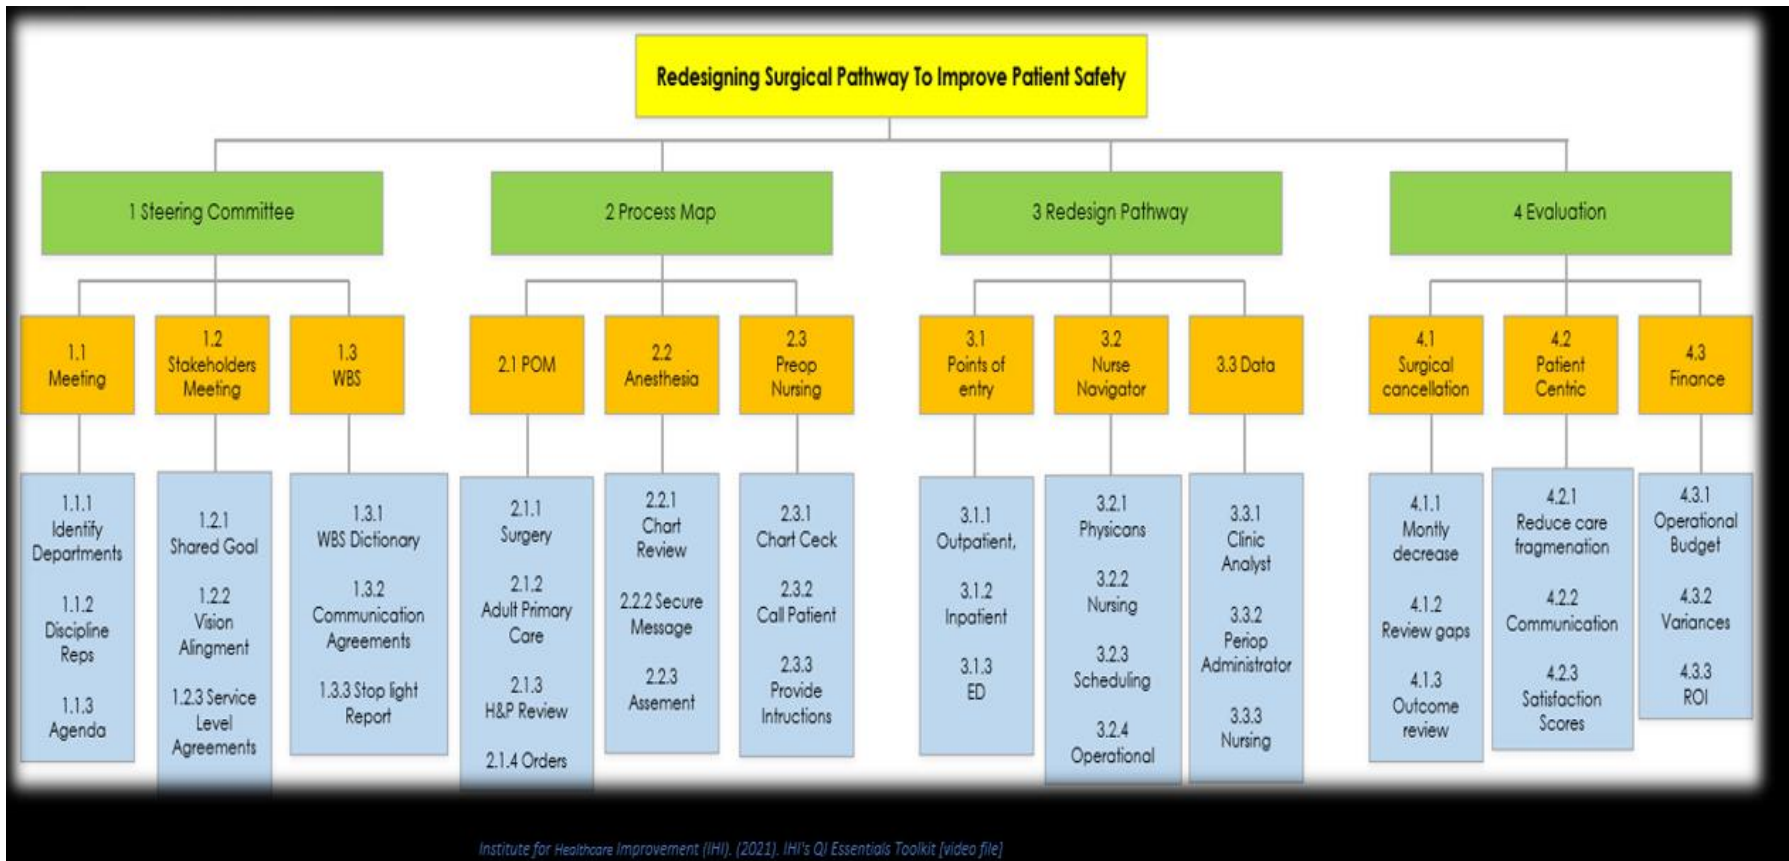 Redesigning Surgical Pathway To Improve Patient Safety
1 Steering Committee
2 Process Map
3 Redesign Pathway
4 Evaluation
1.1
Meeting
1.2
Stakeholders
Meeting
1.3
WBS
2.1 POM
2.2
Anesthesia
2.3
Preop
Nursing
3.1
Points of
entry
3.2
Nurse
Navigator
3.3 Data
4.1
Surgical
cancellation
4.2
Patient
Centric
4.3
Finance
1.1.1
Identify
Departments
1.1.2
Discipline
Reps
1.1.3
Agenda
1.2.1
Shared Goal
1.2.2
Vision
Alingment
1.2.3 Service
Level
Agreements
1.3.1
WBS Dictionary
1.3.2
Communication
Agreements
1.3.3 Stop light
Report
2.1.1
Surgery
2.1.2
Adult Primary
Care
2.1.3
H&P Review
2.1.4 Orders
2.2.1
Chart
Review
2.2.2 Secure
Message
2.2.3
Assement
2.3.1
Chart Ceck
2.3.2
Call Patient
2.3.3
Provide
Intructions
3.1.1
Outpatient,
3.1.2
Inpatient
3.1.3
ED
3.2.1
Physicans
3.2.2
Nursing
3.2.3
Scheduling
3.2.4
Operational
3.3.1
Clinic
Analyst
3.3.2
Periop
Administrator
3.3.3
Nursing
4.1.1
Montly
decrease
4.1.2
Review gaps
4.1.3
Outcome
review
4.2.1
Reduce care
fragmenation
4.2.2
Communication
4.2.3
Satisfaction
Scores
4.3.1
Operational
Budget
4.3.2
Variances
4.3.3
ROI
Institute for Healthcare Improvement (IHI). (2021). IHI's QI Essentials Toolkit [video file]